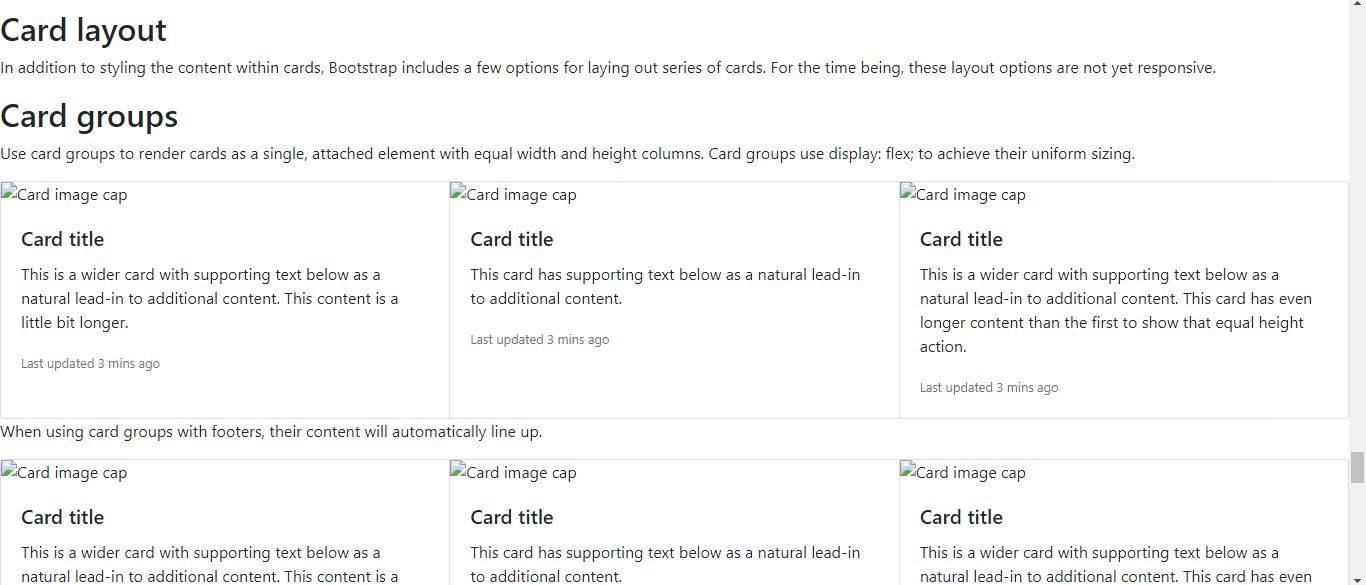 Card layout
In addition to styling the content within cards, Bootstrap includes a few options for laying out series of cards. For the time being, these layout options are not yet responsive.
Card groups
Use card groups to render cards as a single, attached element with equal width and height columns. Card groups use display: flex; to achieve their uniform sizing.
Card image cap
Card title
This is a wider card with supporting text below as a
natural lead-in to additional content. This content is a
little bit longer.
Last updated 3 mins ago
Card image cap
Card title
This card has supporting text below as a natural lead-in
to additional content.
Last updated 3 mins ago
Card image cap
Card title
This is a wider card with supporting text below as a
natural lead-in to additional content. This card has even
longer content than the first to show that equal height
action.
Last updated 3 mins ago
When using card groups with footers, their content will automatically line up.
Card image cap
Card title
This is a wider card with supporting text below as a
natural lead-in to additional content. This content is a
Card image cap
Card title
This card has supporting text below as a natural lead-in
to additional content.
Card image cap
Card title
This is a wider card with supporting text below as a
natural lead-in to additional content. This card has even